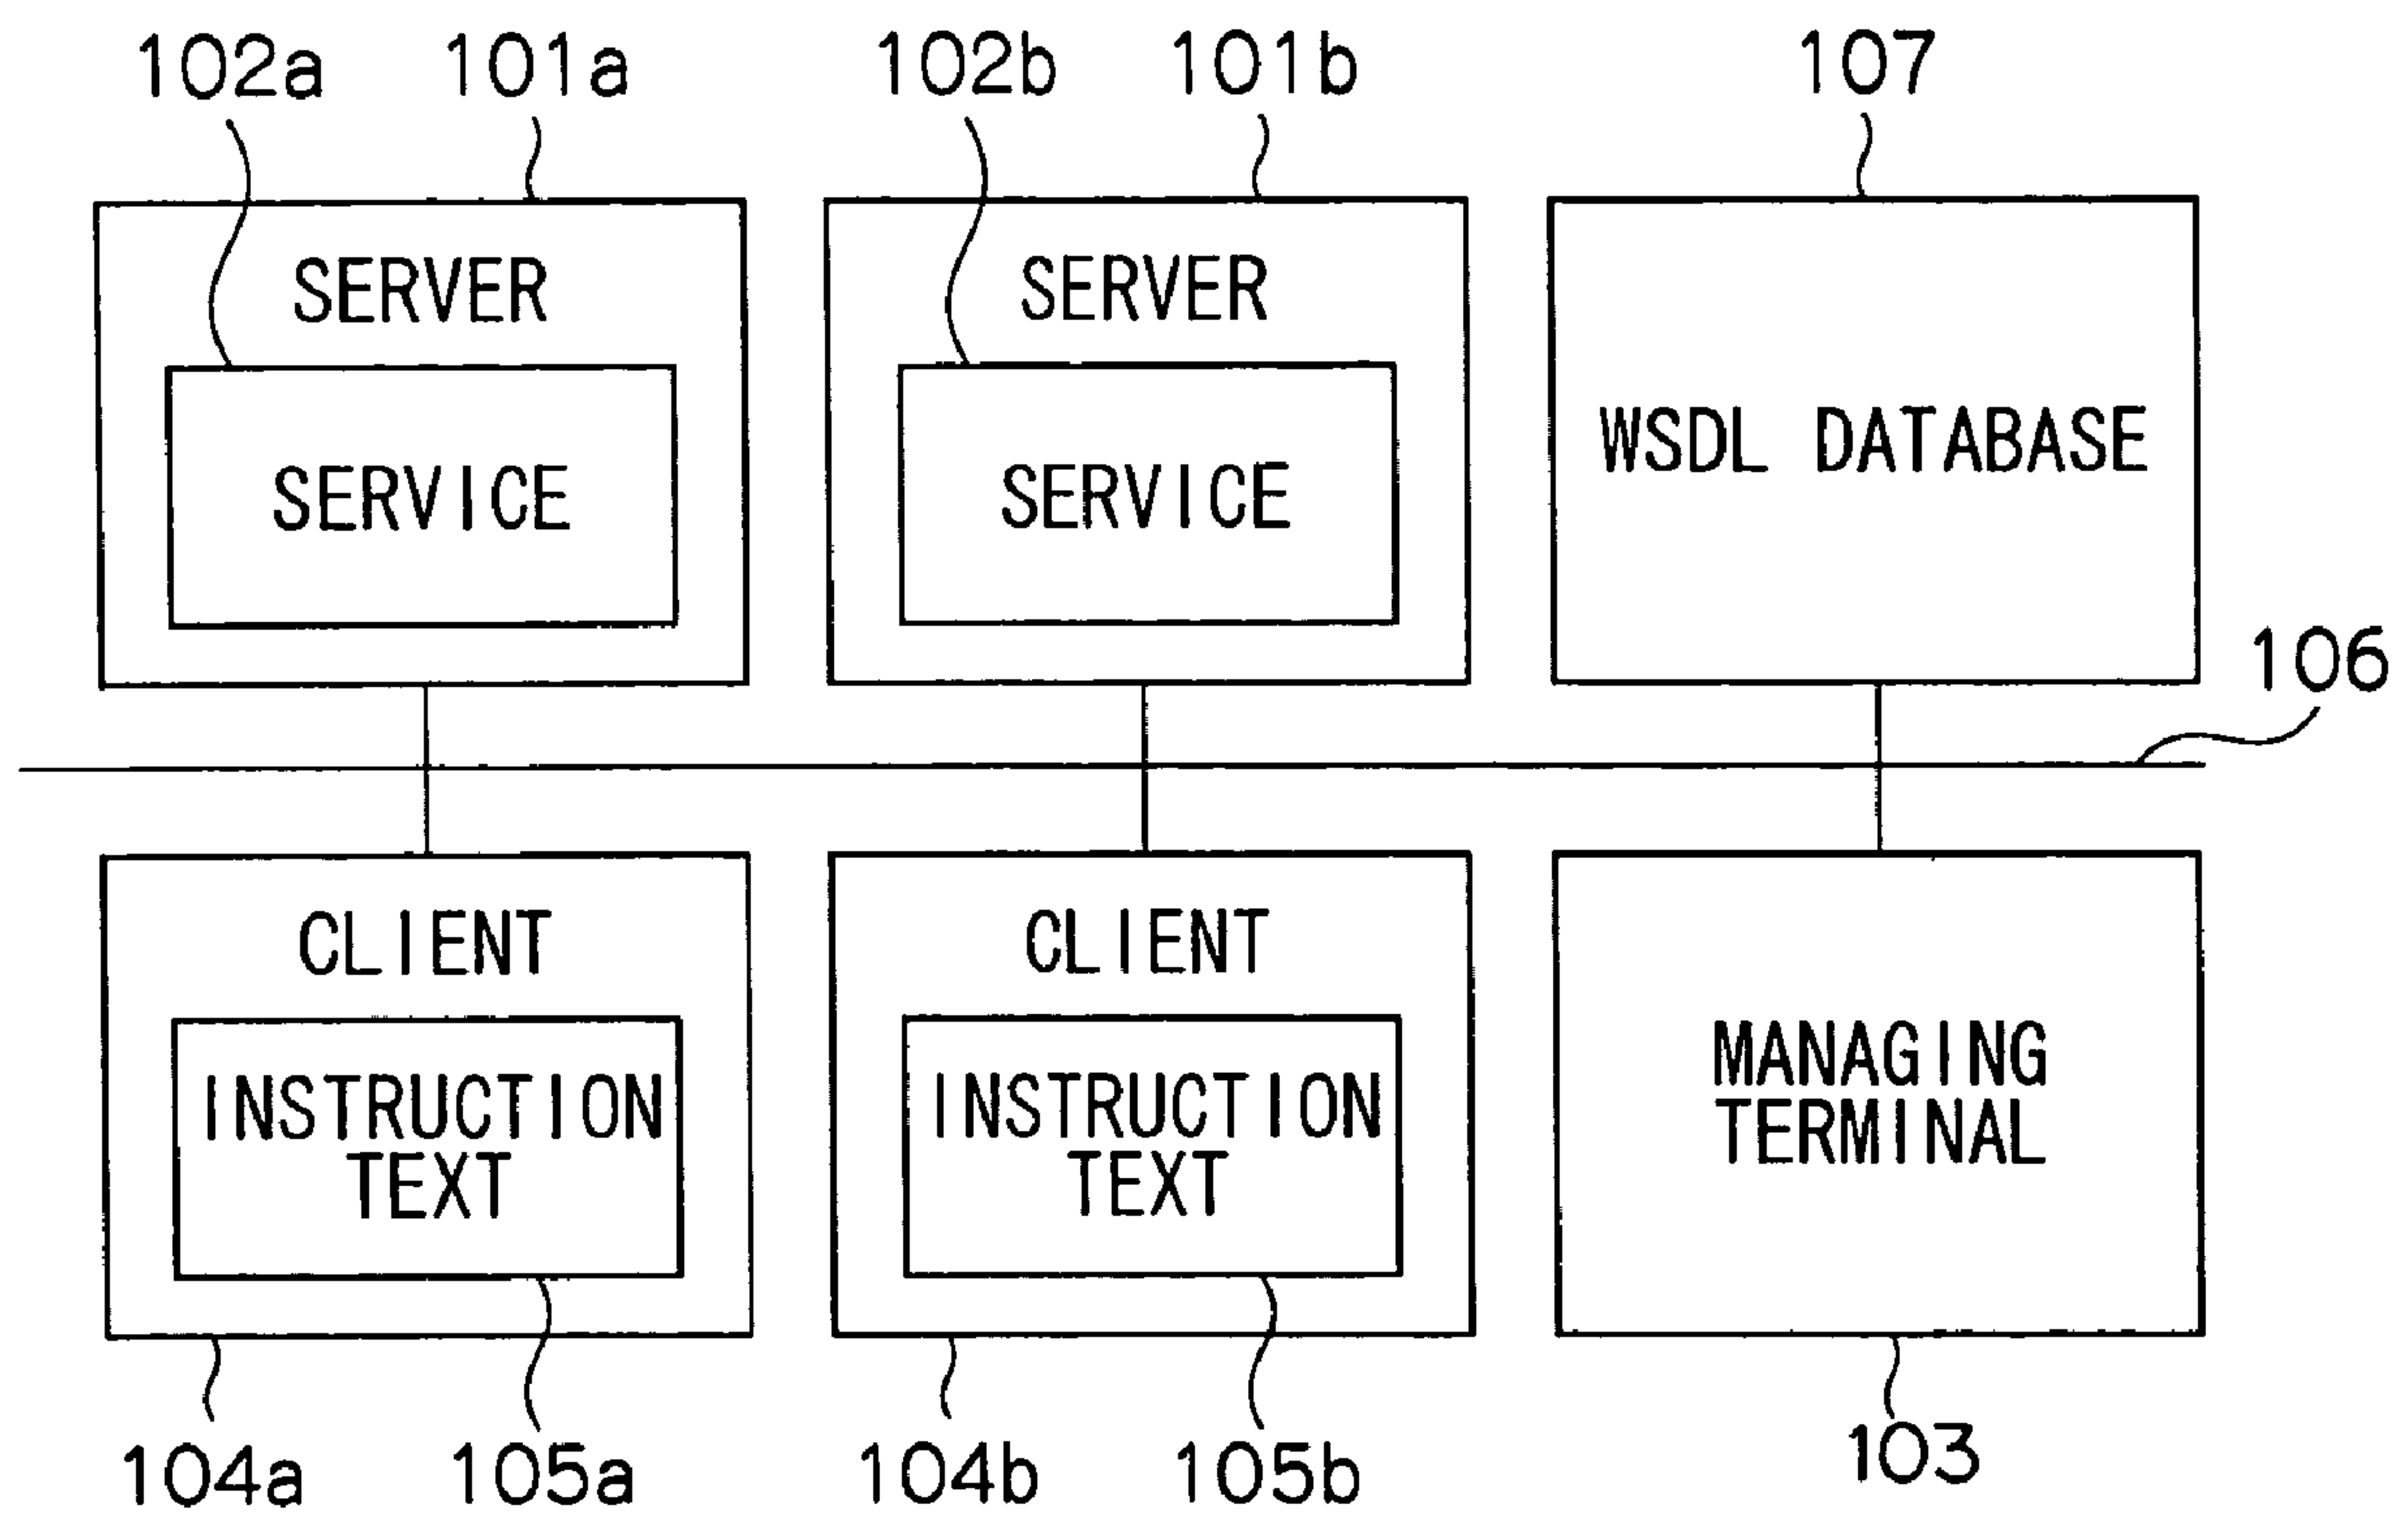 102a 101a 102b 101b 107
SERVER SERVER
WSDL DATABASE
SERVICE SERVICE
106
CLIENT CLIENT
INSTRUCTION INSTRUCTION MANAGING
TEXT TEXT TERMINAL
104a 105a 104b 105b 103